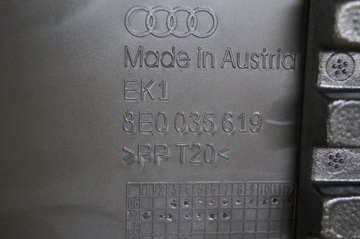 Made in Austria
EK1
8E0 035 619
>PP T20<